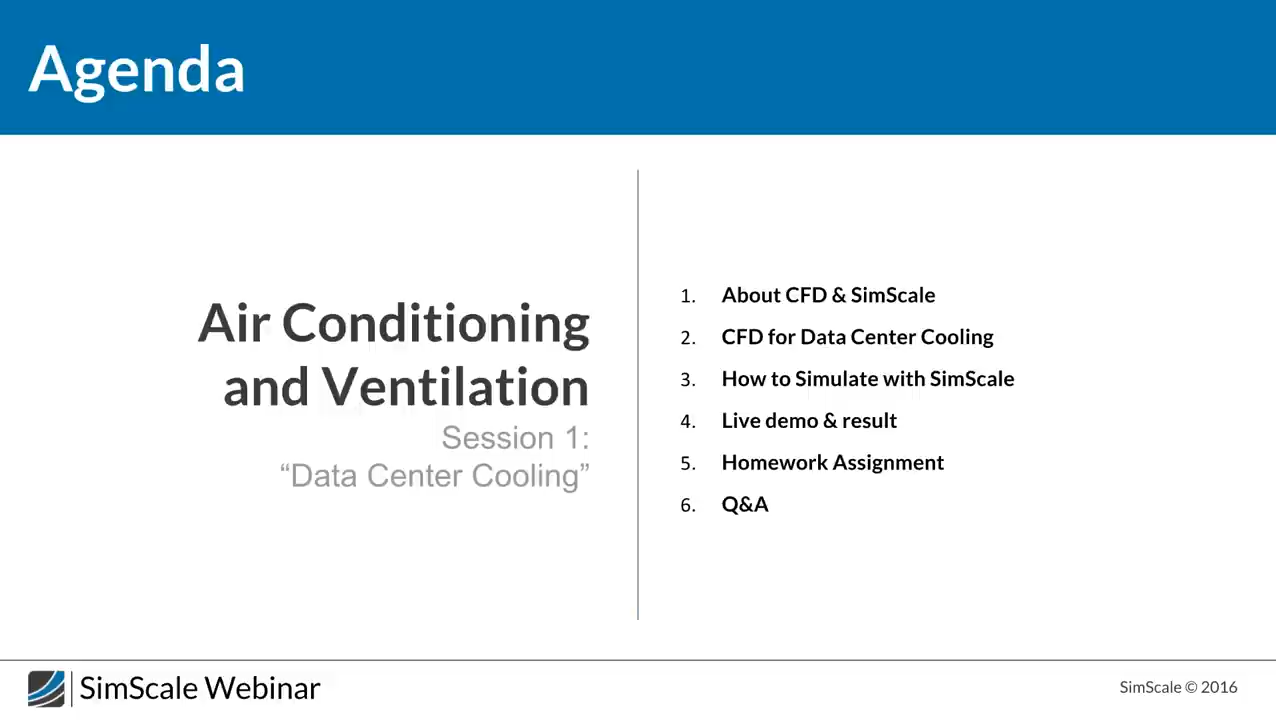 Agenda
Air Conditioning
and Ventilation
Session 1:
“Data Center Cooling”
1. About CFD & SimScale
2. CFD for Data Center Cooling
3. How to Simulate with SimScale
4. Live demo & result
5. Homework Assignment
6. Q&A
SimScale Webinar
SimScale © 2016